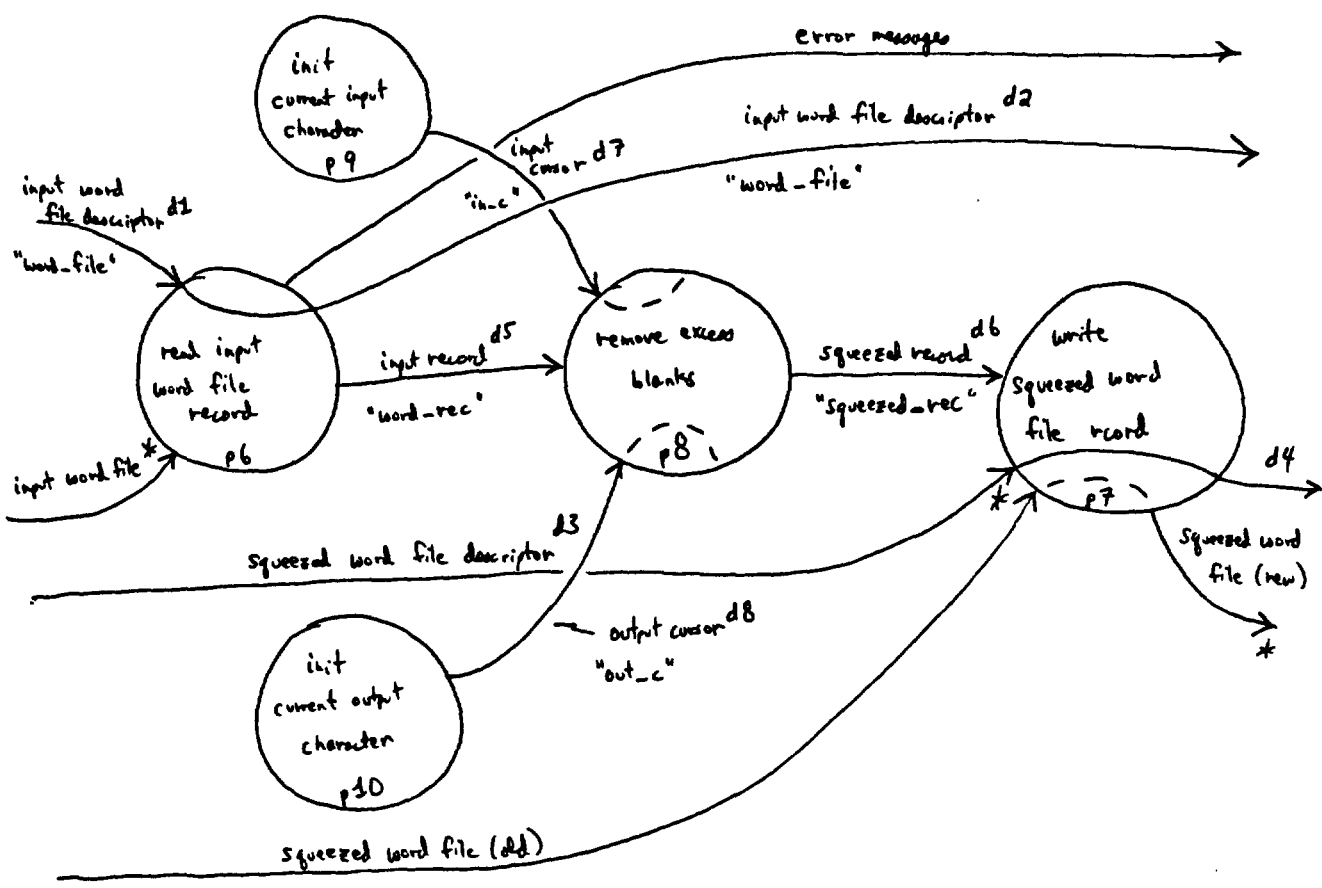 error messages
init
current input
character
p9
input word file descriptor d2
"word_file"
input
cursor d7
"in_c"
input word
file descriptor d1
"word_file"
read input
word file
record
p6
input record d5
"word_rec"
remove excess
blanks
p8
squeezed record d6
"squeezed_rec"
write
squeezed word
file rcord
p7
input word file *
d4
*
squeezed word
file (new)
*
squeezed word file descriptor d3
output cursor d8
"out_c"
init
current output
character
p10
squeezed word file (old)